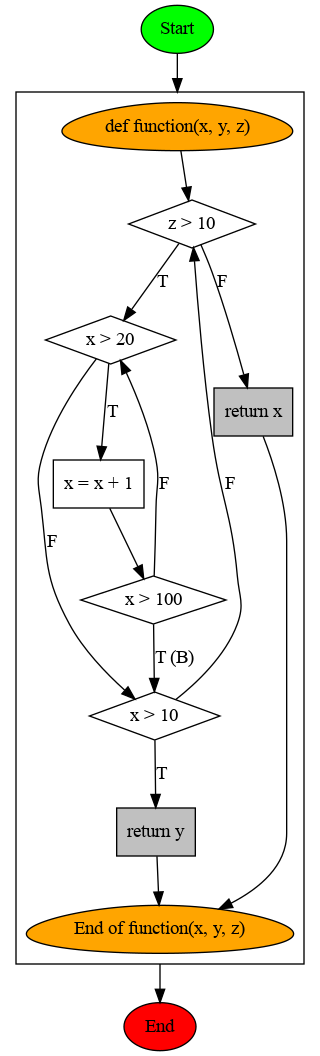 Start
def function(x, y, z)
z > 10
T
F
x > 20
T
return x
x = x + 1
F
F
F
x > 100
T (B)
x > 10
T
return y
End of function(x, y, z)
End